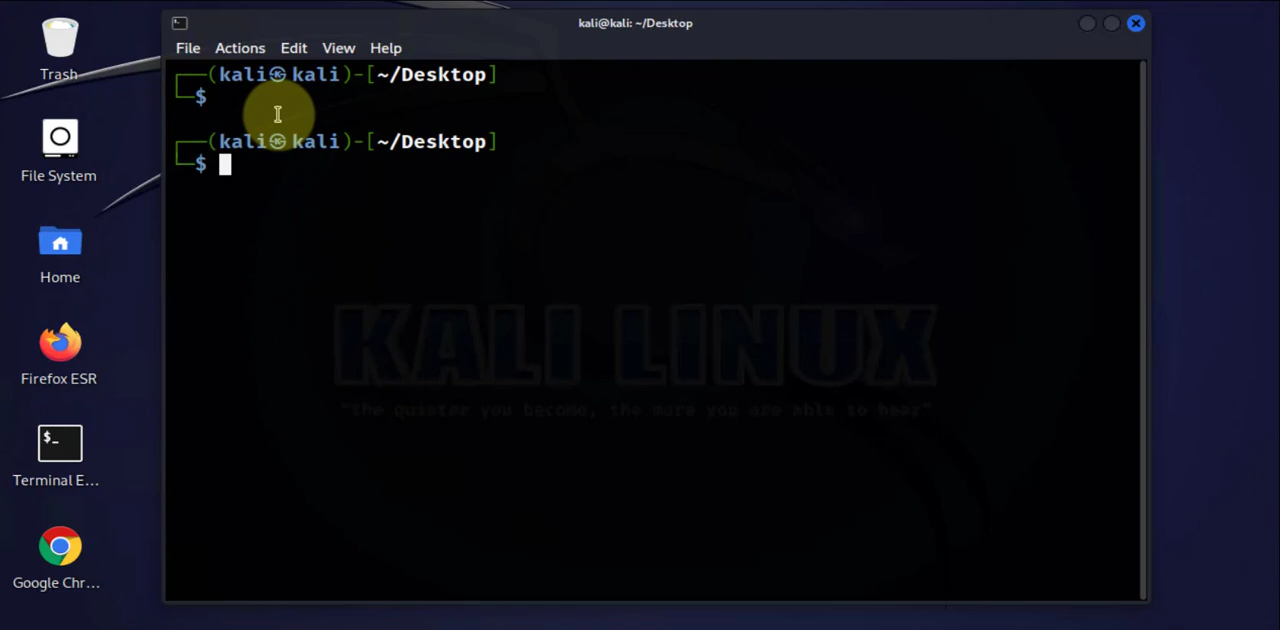 kali@kali: ~/Desktop
File Actions Edit View Help
(kali㉿kali)-[~/Desktop]
$
(kali㉿kali)-[~/Desktop]
$
KALI LINUX
"the quieter you become, the more you are able to hear"
Trash
File System
Home
Firefox ESR
Terminal E...
Google Chr...